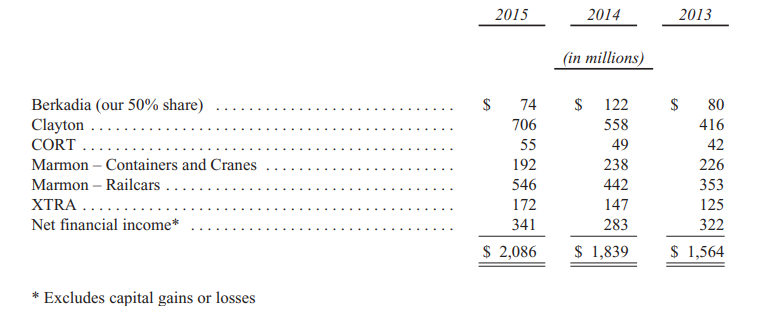 2015 2014 2013
(in millions)
Berkadia (our 50% share) . . . . . . . . . . . . . . . . . . . . . . . . . . . . . $ 74 $ 122 $ 80
Clayton . . . . . . . . . . . . . . . . . . . . . . . . . . . . . . . . . . . . . . . . . . . . 706 558 416
CORT . . . . . . . . . . . . . . . . . . . . . . . . . . . . . . . . . . . . . . . . . . . . . 55 49 42
Marmon – Containers and Cranes . . . . . . . . . . . . . . . . . . . . . . . 192 238 226
Marmon – Railcars . . . . . . . . . . . . . . . . . . . . . . . . . . . . . . . . . . . 546 442 353
XTRA . . . . . . . . . . . . . . . . . . . . . . . . . . . . . . . . . . . . . . . . . . . . . 172 147 125
Net financial income* . . . . . . . . . . . . . . . . . . . . . . . . . . . . . . . . 341 283 322
$ 2,086 $ 1,839 $ 1,564
* Excludes capital gains or losses